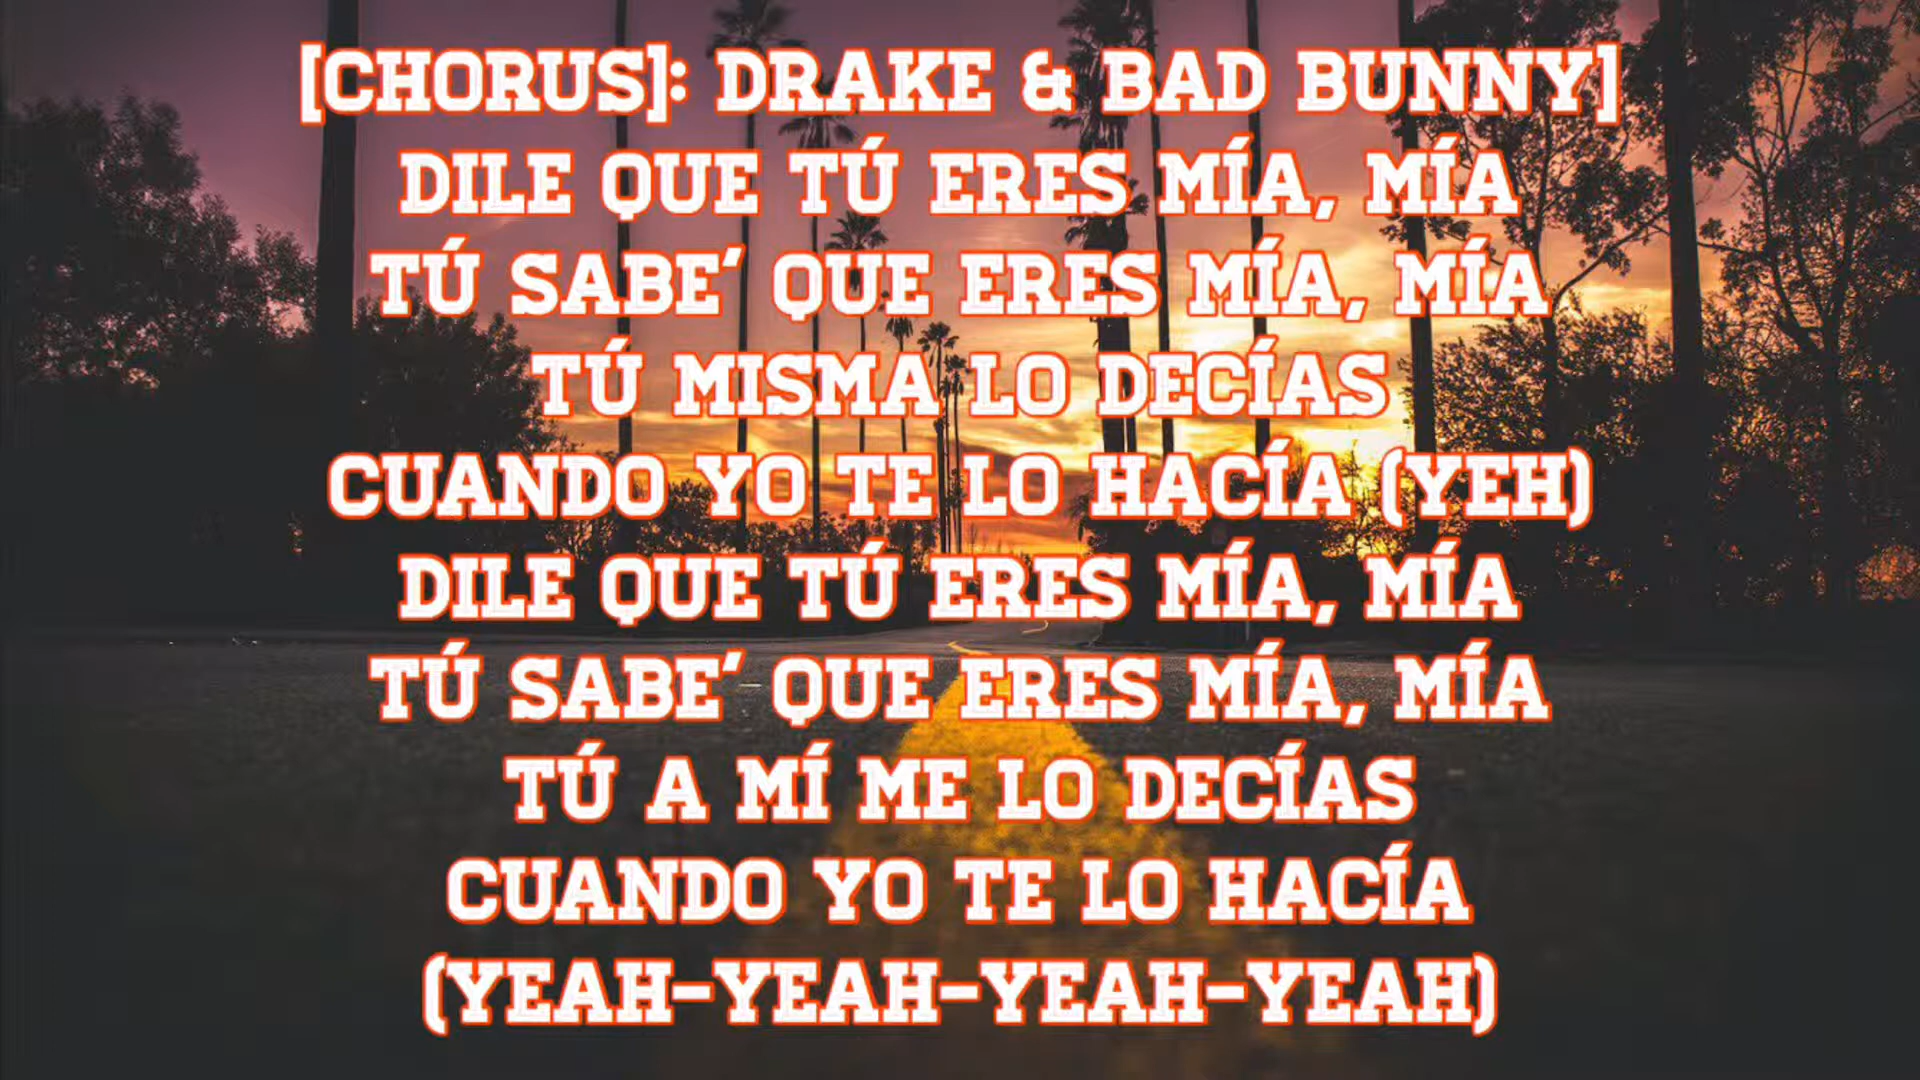 [CHORUS]: DRAKE & BAD BUNNY]
DILE QUE TÚ ERES MÍA, MÍA
TÚ SABE' QUE ERES MÍA, MÍA
TÚ MISMA LO DECÍAS
CUANDO YO TE LO HACÍA (YEH)
DILE QUE TÚ ERES MÍA, MÍA
TÚ SABE' QUE ERES MÍA, MÍA
TÚ A MÍ ME LO DECÍAS
CUANDO YO TE LO HACÍA
(YEAH-YEAH-YEAH-YEAH)